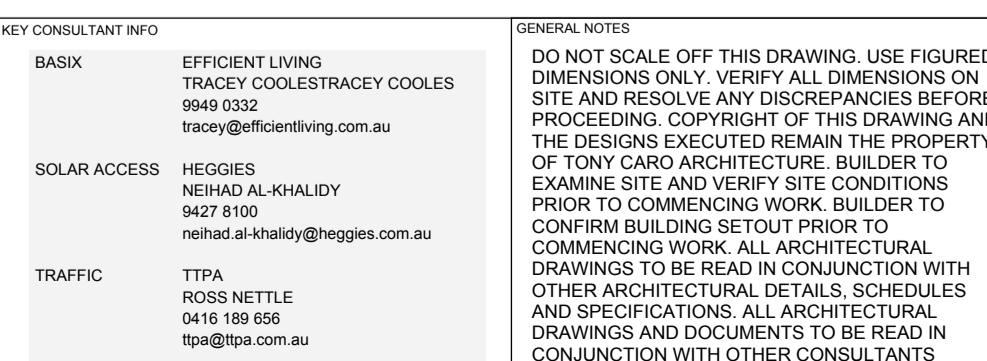 KEY CONSULTANT INFO
BASIX EFFICIENT LIVING
TRACEY COOLESTRACEY COOLES
9949 0332
tracey@efficientliving.com.au
SOLAR ACCESS HEGGIES
NEIHAD AL-KHALIDY
9427 8100
neihad.al-khalidy@heggies.com.au
TRAFFIC TTPA
ROSS NETTLE
0416 189 656
ttpa@ttpa.com.au
GENERAL NOTES
DO NOT SCALE OFF THIS DRAWING. USE FIGURED
DIMENSIONS ONLY. VERIFY ALL DIMENSIONS ON
SITE AND RESOLVE ANY DISCREPANCIES BEFORE
PROCEEDING. COPYRIGHT OF THIS DRAWING AND
THE DESIGNS EXECUTED REMAIN THE PROPERTY
OF TONY CARO ARCHITECTURE. BUILDER TO
EXAMINE SITE AND VERIFY SITE CONDITIONS
PRIOR TO COMMENCING WORK. BUILDER TO
CONFIRM BUILDING SETOUT PRIOR TO
COMMENCING WORK. ALL ARCHITECTURAL
DRAWINGS TO BE READ IN CONJUNCTION WITH
OTHER ARCHITECTURAL DETAILS, SCHEDULES
AND SPECIFICATIONS. ALL ARCHITECTURAL
DRAWINGS AND DOCUMENTS TO BE READ IN
CONJUNCTION WITH OTHER CONSULTANTS